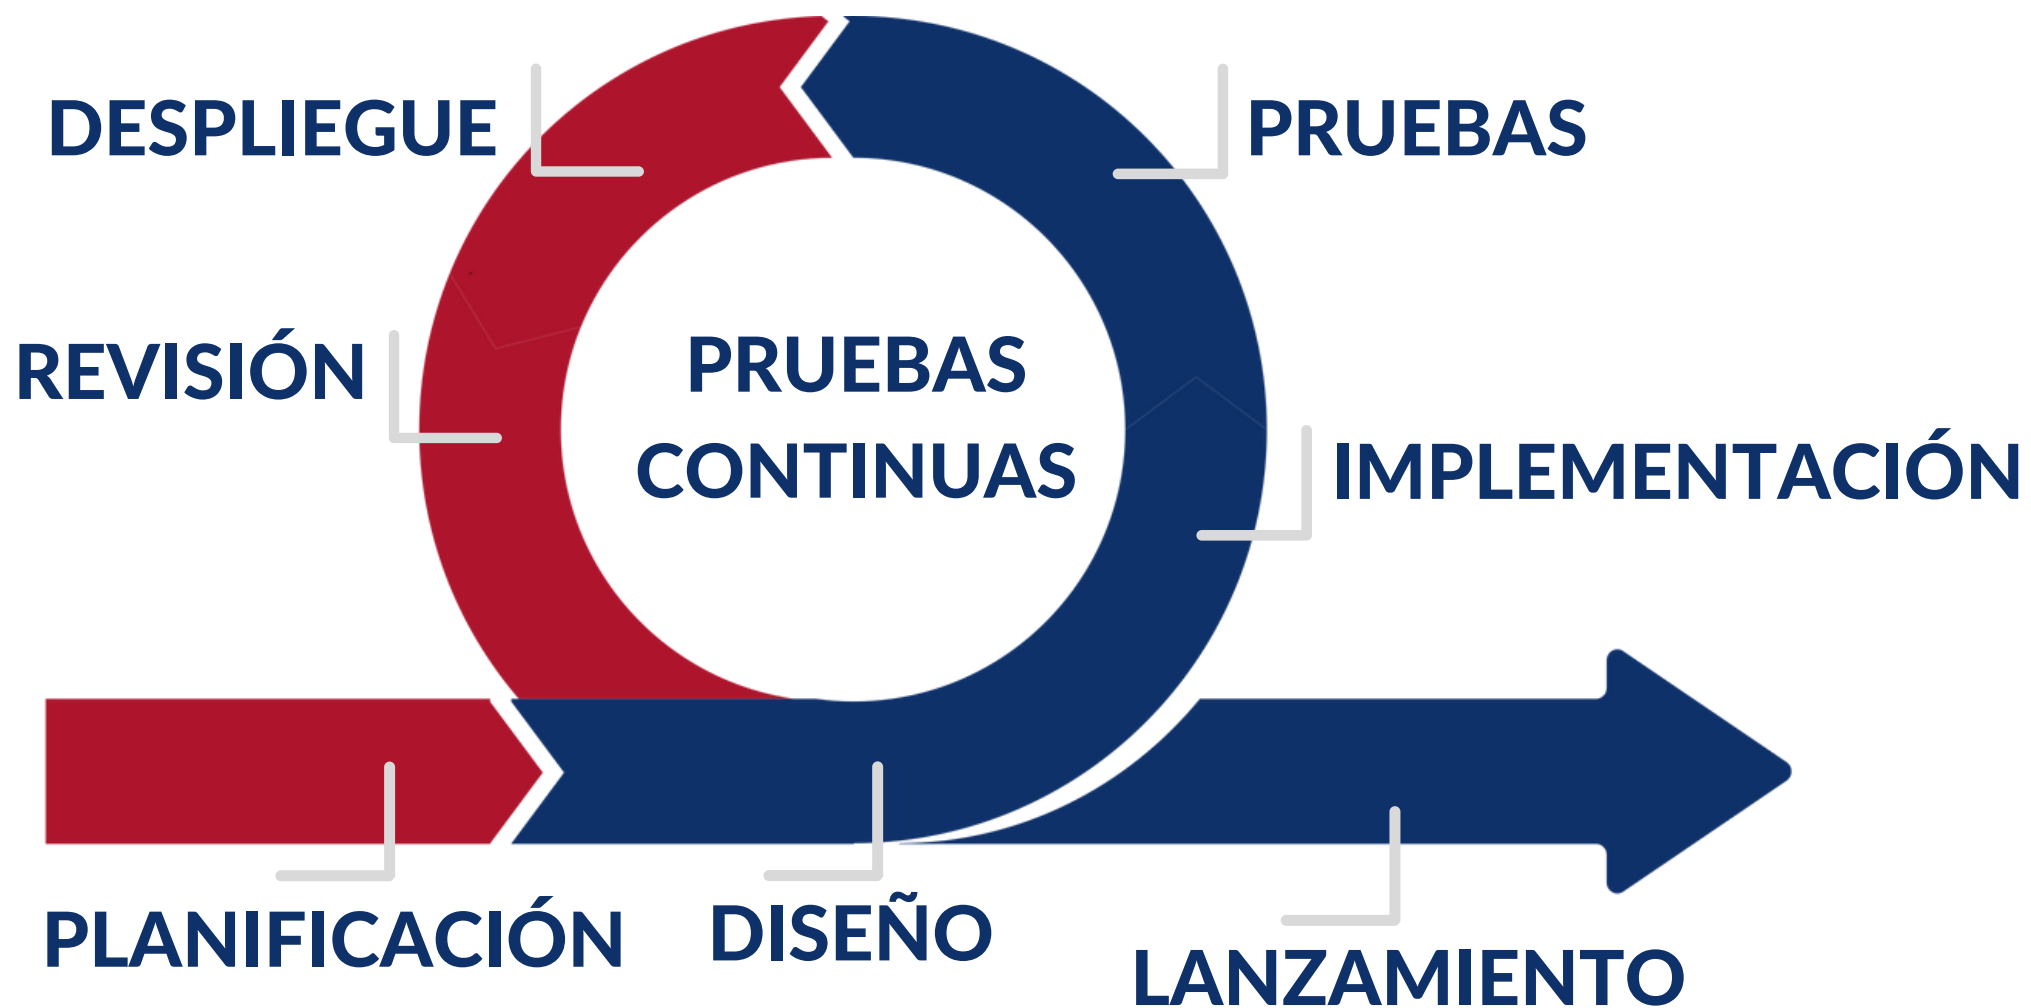 DESPLIEGUE
PRUEBAS
REVISIÓN
PRUEBAS
CONTINUAS
IMPLEMENTACIÓN
PLANIFICACIÓN
DISEÑO
LANZAMIENTO